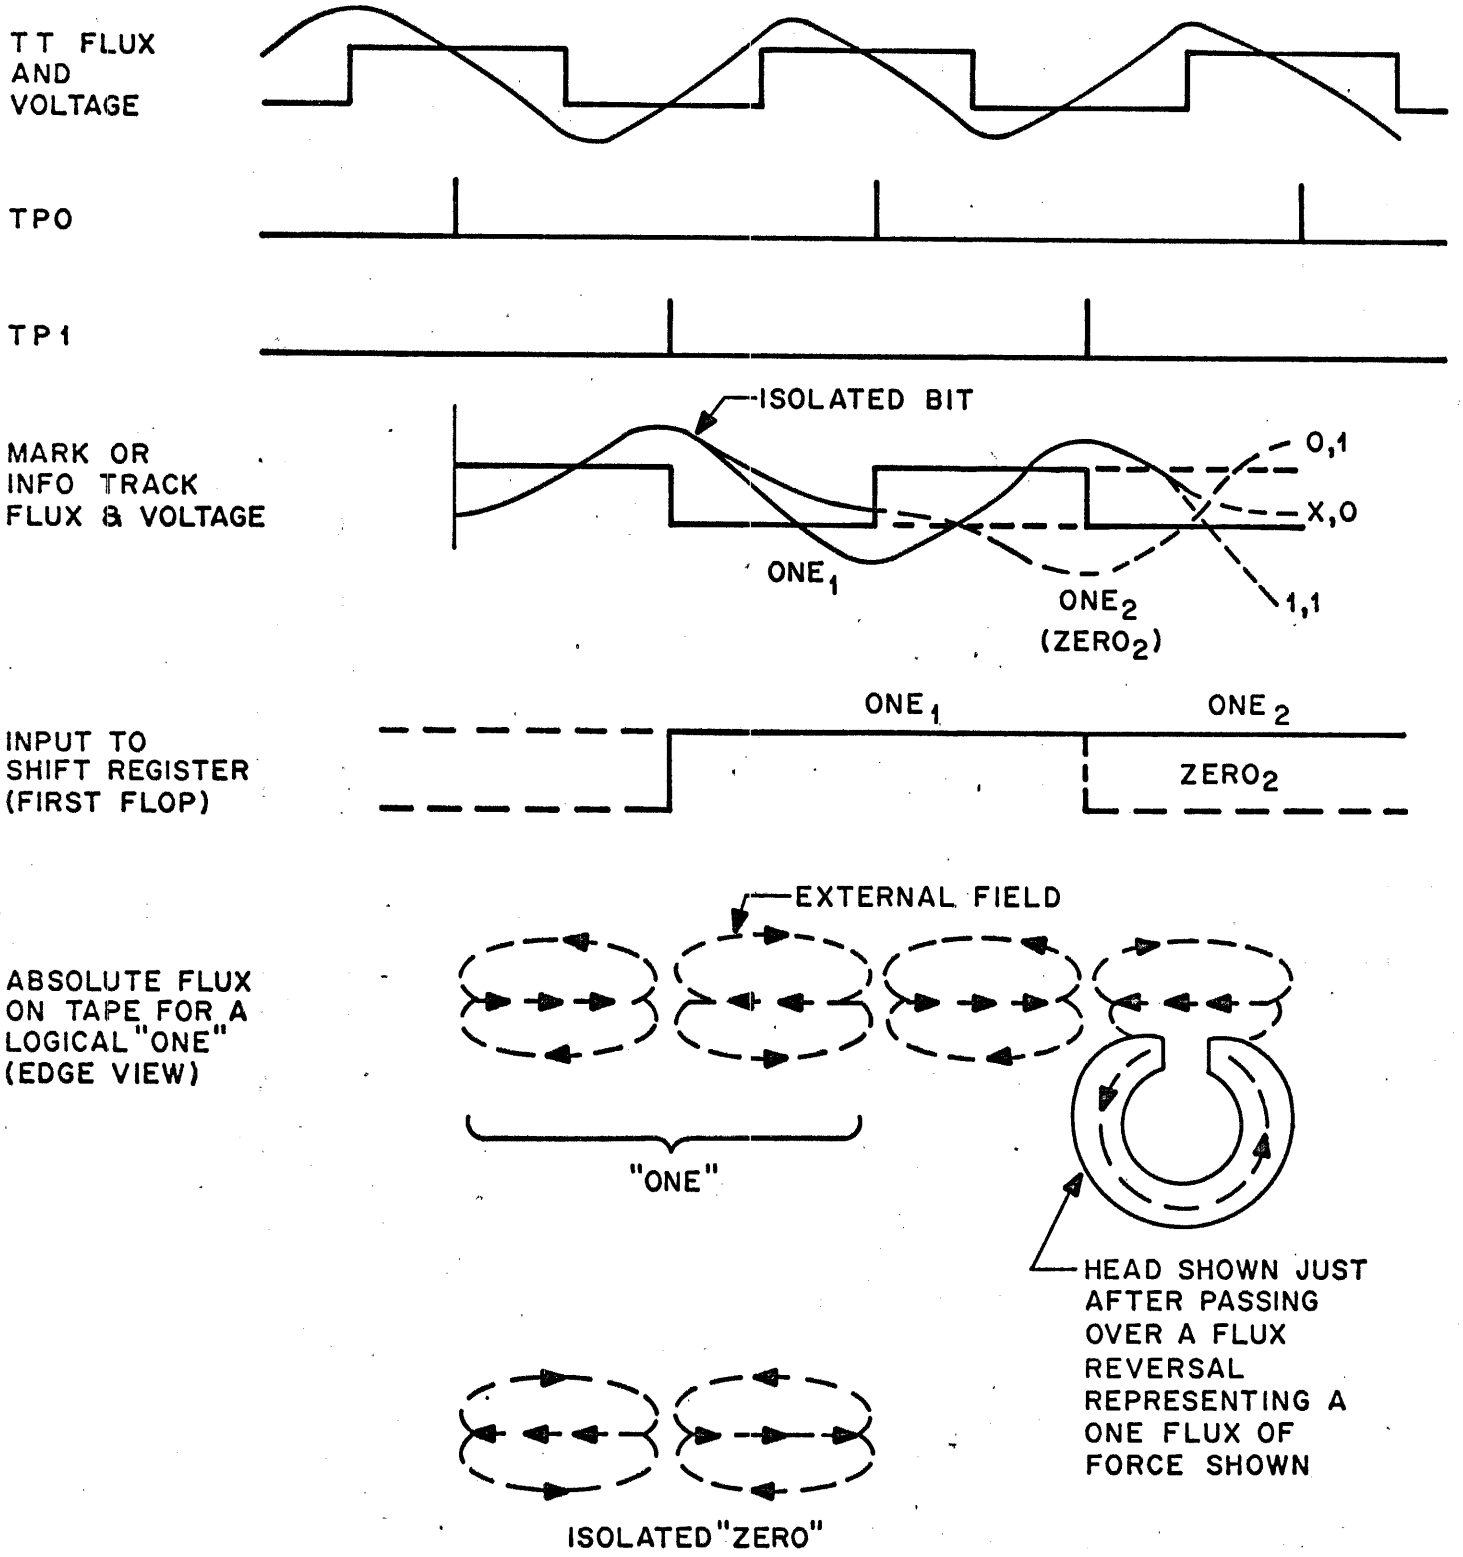 TT FLUX
AND
VOLTAGE
TP0
TP1
ISOLATED BIT
MARK OR
INFO TRACK
FLUX & VOLTAGE
0,1
X,0
1,1
ONE1
ONE2
(ZERO2)
ONE1
ONE2
INPUT TO
SHIFT REGISTER
(FIRST FLOP)
ZERO2
EXTERNAL FIELD
ABSOLUTE FLUX
ON TAPE FOR A
LOGICAL "ONE"
(EDGE VIEW)
"ONE"
HEAD SHOWN JUST
AFTER PASSING
OVER A FLUX
REVERSAL
REPRESENTING A
ONE FLUX OF
FORCE SHOWN
ISOLATED "ZERO"